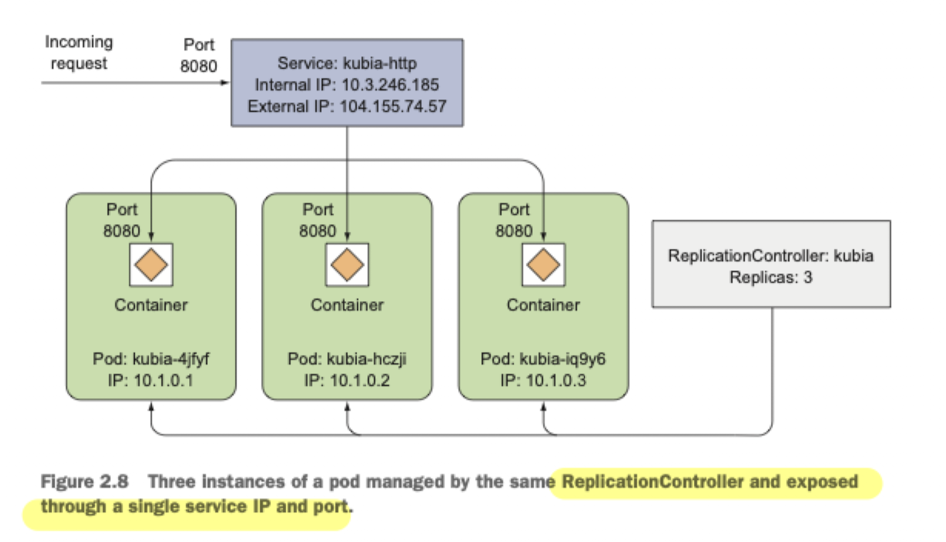 Incoming
request
Port
8080
Service: kubia-http
Internal IP: 10.3.246.185
External IP: 104.155.74.57
Port
8080
Container
Pod: kubia-4jfyf
IP: 10.1.0.1
Port
8080
Container
Pod: kubia-hczji
IP: 10.1.0.2
Port
8080
Container
Pod: kubia-iq9y6
IP: 10.1.0.3
ReplicationController: kubia
Replicas: 3
Figure 2.8 Three instances of a pod managed by the same ReplicationController and exposed
through a single service IP and port.